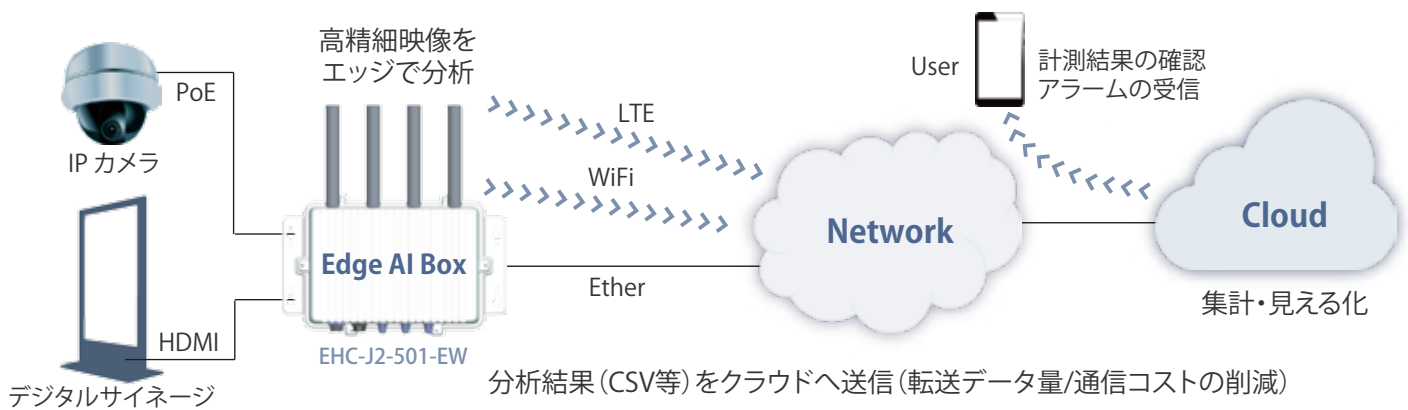 高精細映像を
エッジで分析
PoE
IP カメラ
HDMI
デジタルサイネージ
Edge AI Box
EHC-J2-501-EW
LTE
WiFi
Ether
Network
User
計測結果の確認
アラームの受信
Cloud
集計・見える化
分析結果（CSV等）をクラウドへ送信（転送データ量/通信コストの削減）